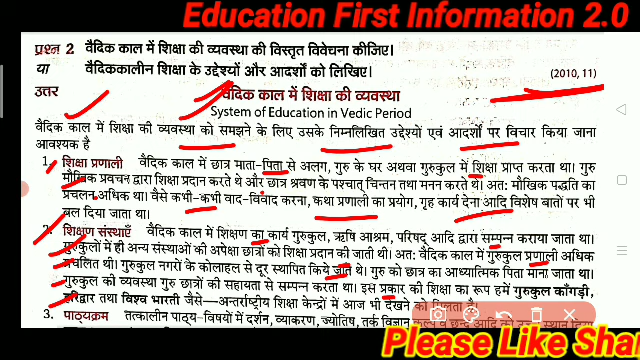 Education First Information 2.0
प्रश्न 2 वैदिक काल में शिक्षा की व्यवस्था की विस्तृत विवेचना कीजिए।
या वैदिककालीन शिक्षा के उद्देश्यों और आदर्शों को लिखिए। (2010, 11)
उत्तर वैदिक काल में शिक्षा की व्यवस्था
System of Education in Vedic Period
वैदिक काल में शिक्षा की व्यवस्था को समझने के लिए उसके निम्नलिखित उद्देश्यों एवं आदर्शों पर विचार किया जाना
आवश्यक है
1. शिक्षा प्रणाली वैदिक काल में छात्र माता-पिता से अलग, गुरु के घर अथवा गुरुकुल में शिक्षा प्राप्त करता था। गुरु
मौखिक प्रवचन द्वारा शिक्षा प्रदान करते थे और छात्र श्रवण के पश्चात् चिन्तन तथा मनन करते थे। अत: मौखिक पद्धति का
प्रचलन अधिक था। वैसे कभी-कभी वाद-विवाद करना, कथा प्रणाली का प्रयोग, गृह कार्य देना आदि विशेष बातों पर भी
बल दिया जाता था।
2. शिक्षण संस्थाएँ वैदिक काल में शिक्षण का कार्य गुरुकुल, ऋषि आश्रम, परिषद् आदि द्वारा सम्पन्न कराया जाता था।
गुरुकुलों में ही अन्य संस्थाओं की अपेक्षा छात्रों को शिक्षा प्रदान की जाती थी। अत: वैदिक काल में गुरुकुल प्रणाली अधिक
प्रचलित थी। गुरुकुल नगरों के कोलाहल से दूर स्थापित किये जाते थे। गुरु को छात्र का आध्यात्मिक पिता माना जाता था।
गुरुकुल की व्यवस्था गुरु छात्रों की सहायता से सम्पन्न करता था। इस प्रकार की शिक्षा का रूप हमें गुरुकुल काँगड़ी,
हरिद्वार तथा विश्व भारती जैसे– अन्तर्राष्ट्रीय शिक्षा केन्द्रों में आज भी देखने को मिलता है।
3. पाठ्यक्रम तत्कालीन पाठ्य-विषयों में दर्शन, व्याकरण, ज्योतिष, तर्क विज्ञान
Please Like Shar